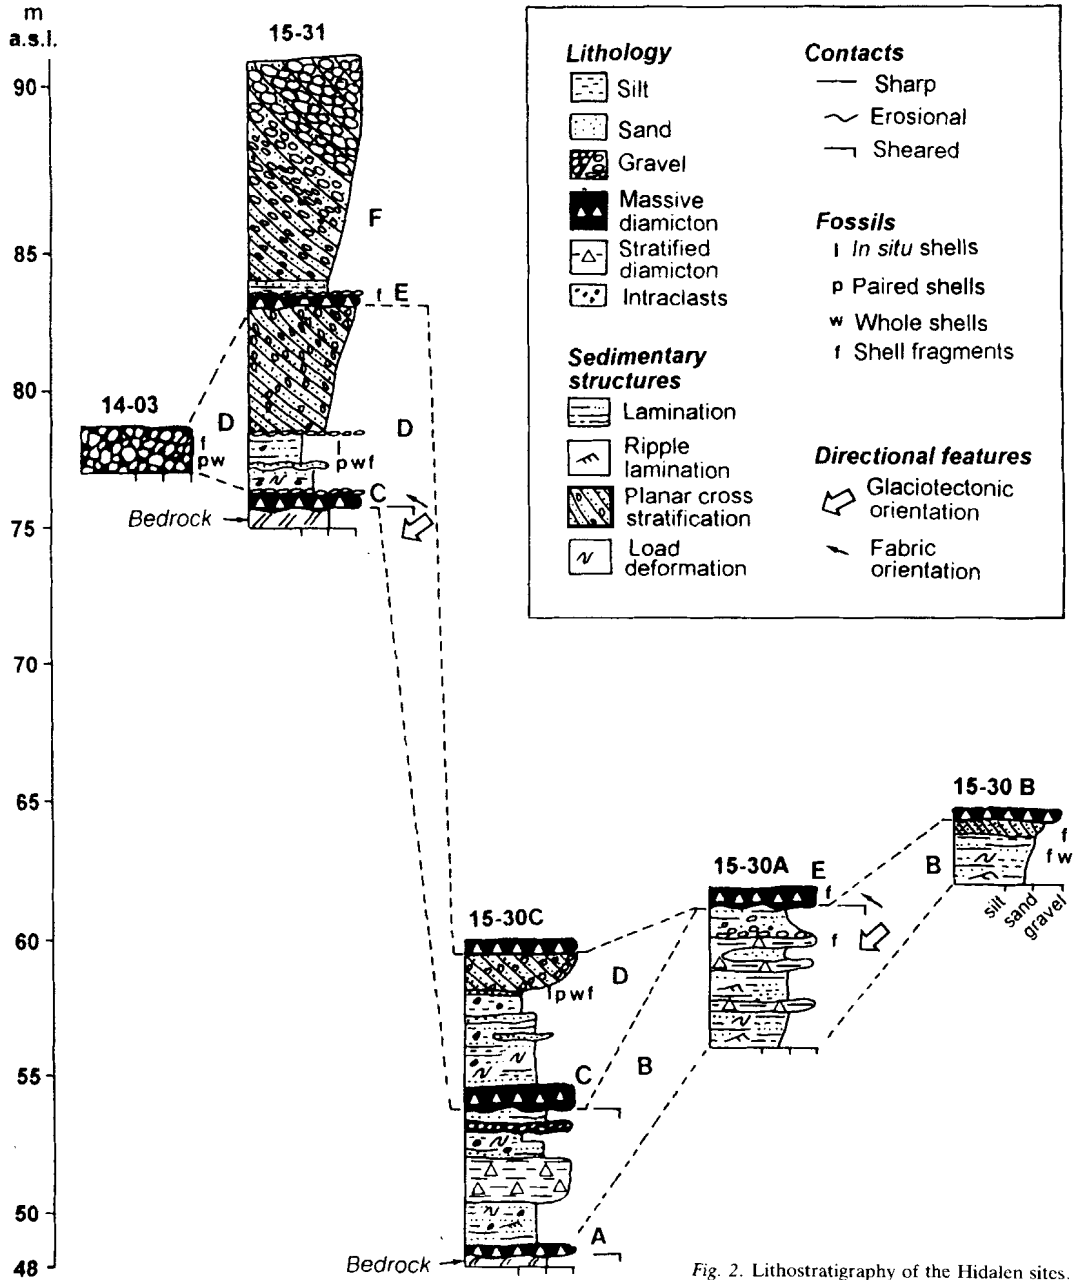 m
a.s.l.
90
85
80
75
70
65
60
55
50
48
15-31
F
f E
14-03
D
f
pw
D
l
pwf
C
Bedrock
15-30C
D
lpwf
C
B
A
Bedrock
15-30A
E
f
f
15-30 B
B
f
f w
silt
sand
gravel
Lithology
Silt
Sand
Gravel
Massive
diamicton
Stratified
diamicton
Intraclasts
Sedimentary
structures
Lamination
Ripple
lamination
Planar cross
stratification
Load
deformation
Contacts
Sharp
Erosional
Sheared
Fossils
I In situ shells
p Paired shells
w Whole shells
f Shell fragments
Directional features
Glaciotectonic
orientation
Fabric
orientation
Fig. 2. Lithostratigraphy of the Hidalen sites.